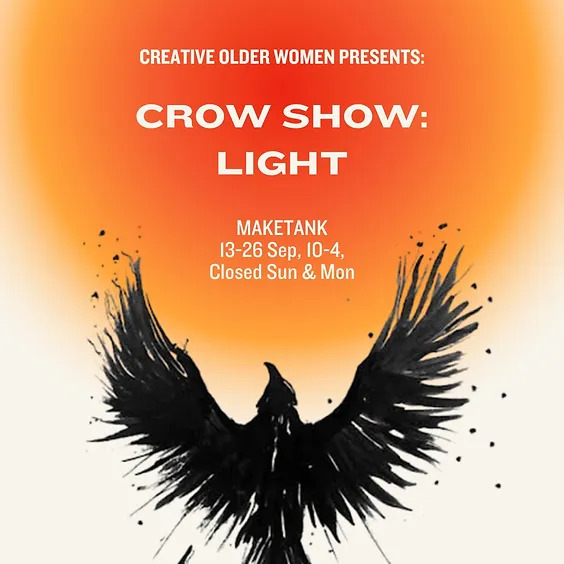 CREATIVE OLDER WOMEN PRESENTS:
CROW SHOW:
LIGHT
MAKETANK
13-26 Sep, 10-4,
Closed Sun & Mon